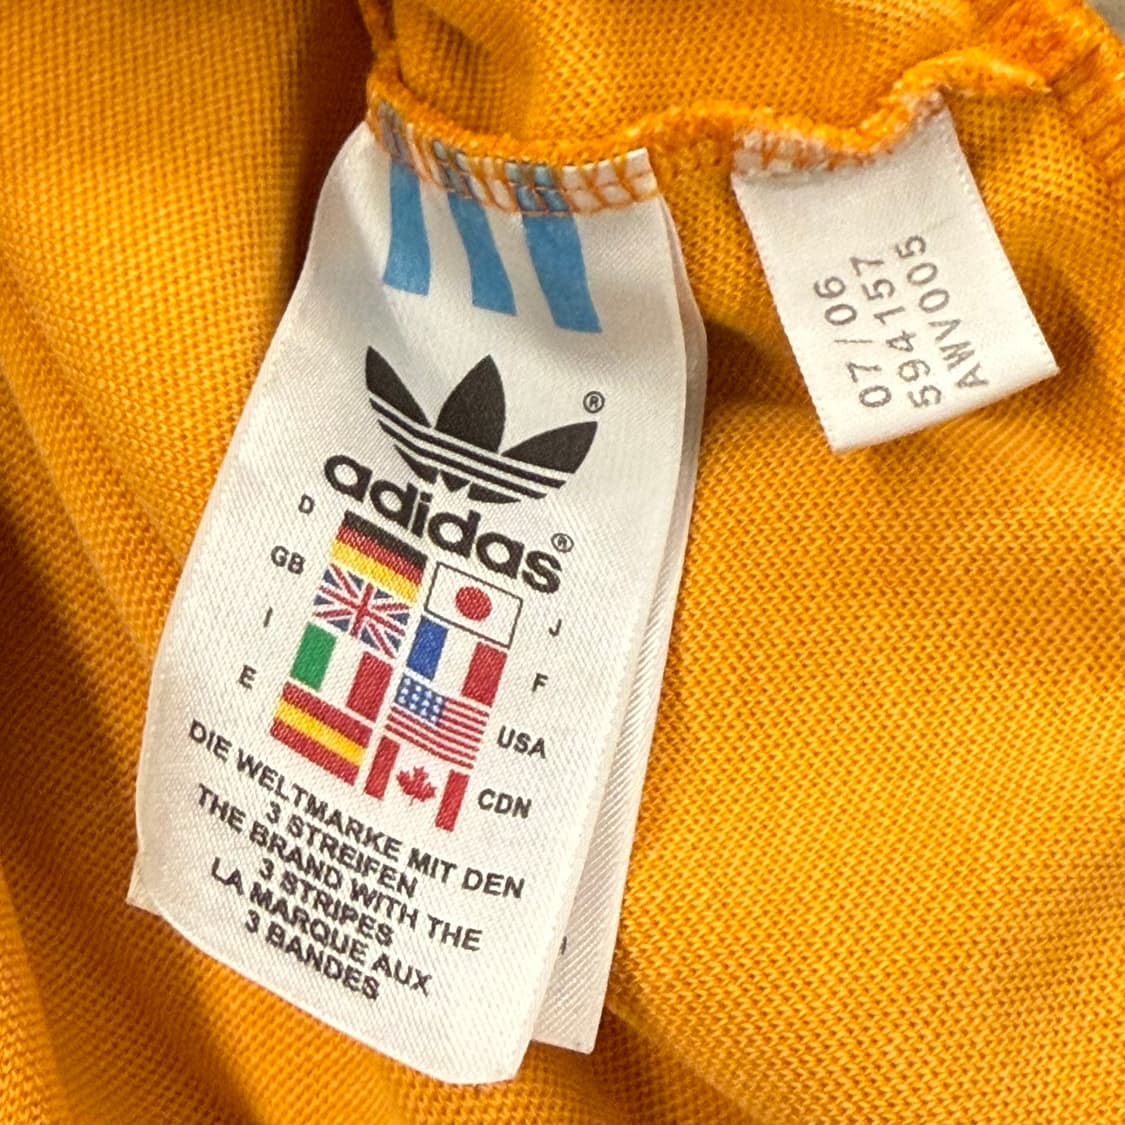 ®
adidas®
D
J
GB
F
I
USA
E
CDN
DIE WELTMARKE MIT DEN
3 STREIFEN
THE BRAND WITH THE
3 STRIPES
LA MARQUE AUX
3 BANDES
07/06
594157
AWV005